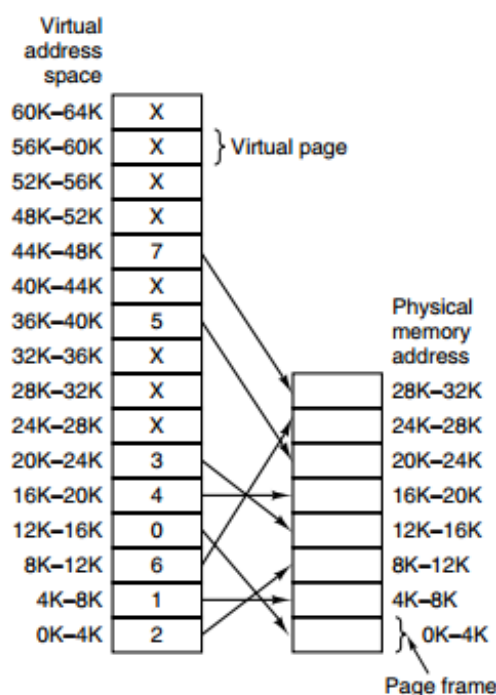 Virtual
address
space
60K–64K X
56K–60K X } Virtual page
52K–56K X
48K–52K X
44K–48K 7
40K–44K X
36K–40K 5
32K–36K X
28K–32K X
24K–28K X
20K–24K 3
16K–20K 4
12K–16K 0
8K–12K 6
4K–8K 1
0K–4K 2
Physical
memory
address
28K–32K
24K–28K
20K–24K
16K–20K
12K–16K
8K–12K
4K–8K
} 0K–4K
Page frame